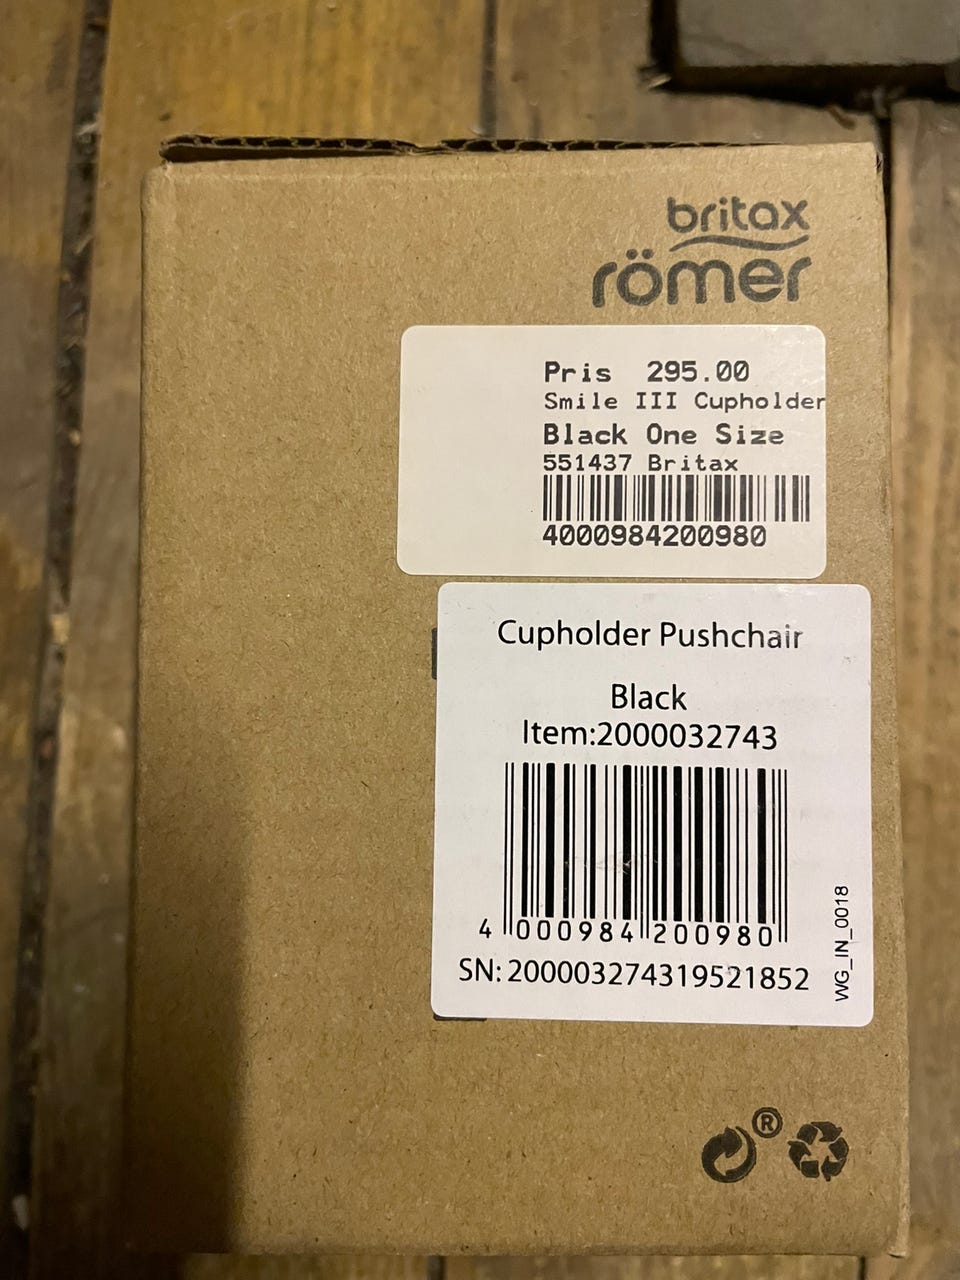 britax
römer
Pris 295.00
Smile III Cupholder
Black One Size
551437 Britax
4000984200980
Cupholder Pushchair
Black
Item:2000032743
4 000984 200980
SN: 200003274319521852
WG_IN_0018
®